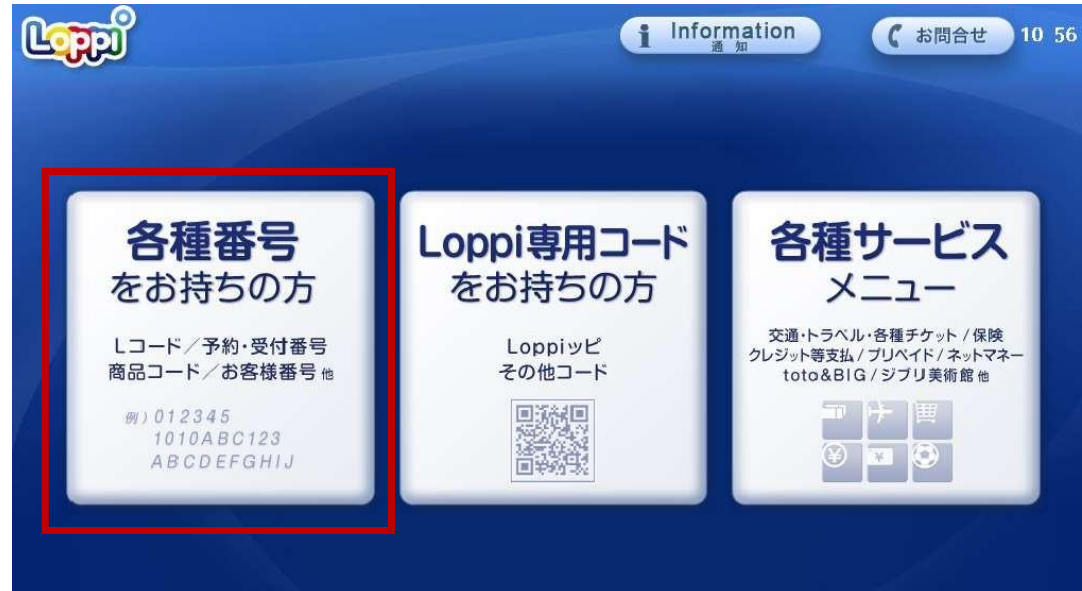 Loppi
Information
通知
お問合せ
10 56
各種番号
をお持ちの方
Lコード／予約・受付番号
商品コード／お客様番号 他
例）012345
1010ABC123
ABCDEFGHIJ
Loppi専用コード
をお持ちの方
Loppiッピ
その他コード
各種サービス
メニュー
交通・トラベル・各種チケット / 保険
クレジット等支払 / プリペイド / ネットマネー
toto&BIG / ジブリ美術館 他